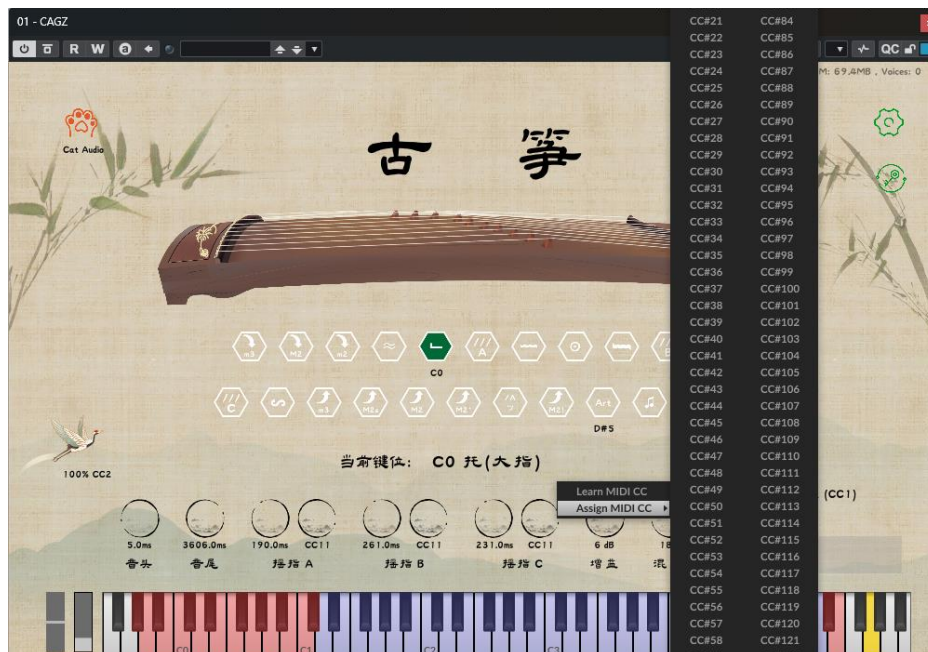 01 - CAGZ
R W a QC
M: 69.4MB , Voices: 0
Cat Audio
古 筝
m3 M2 m2 A
C0
C m3 M2a M2 M2' M2! Art
D#5
当前键位: C0 托(大指)
100% CC2
(CC1)
Learn MIDI CC
Assign MIDI CC
5.0ms 3606.0ms 190.0ms CC11 261.0ms CC11 231.0ms CC11 6 dB 18
音头 音尾 摇指 A 摇指 B 摇指 C 增益 混
C0 C1 C2 C3
CC#21 CC#84
CC#22 CC#85
CC#23 CC#86
CC#24 CC#87
CC#25 CC#88
CC#26 CC#89
CC#27 CC#90
CC#28 CC#91
CC#29 CC#92
CC#30 CC#93
CC#31 CC#94
CC#32 CC#95
CC#33 CC#96
CC#34 CC#97
CC#35 CC#98
CC#36 CC#99
CC#37 CC#100
CC#38 CC#101
CC#39 CC#102
CC#40 CC#103
CC#41 CC#104
CC#42 CC#105
CC#43 CC#106
CC#44 CC#107
CC#45 CC#108
CC#46 CC#109
CC#47 CC#110
CC#48 CC#111
CC#49 CC#112
CC#50 CC#113
CC#51 CC#114
CC#52 CC#115
CC#53 CC#116
CC#54 CC#117
CC#55 CC#118
CC#56 CC#119
CC#57 CC#120
CC#58 CC#121